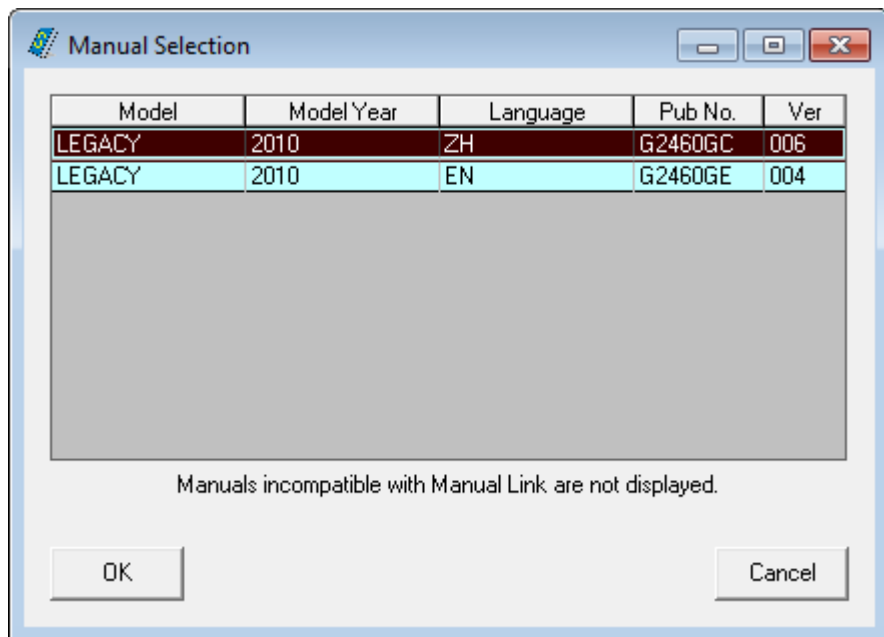 Manual Selection
Model Model Year Language Pub No. Ver
LEGACY 2010 ZH G2460GC 006
LEGACY 2010 EN G2460GE 004
Manuals incompatible with Manual Link are not displayed.
OK Cancel